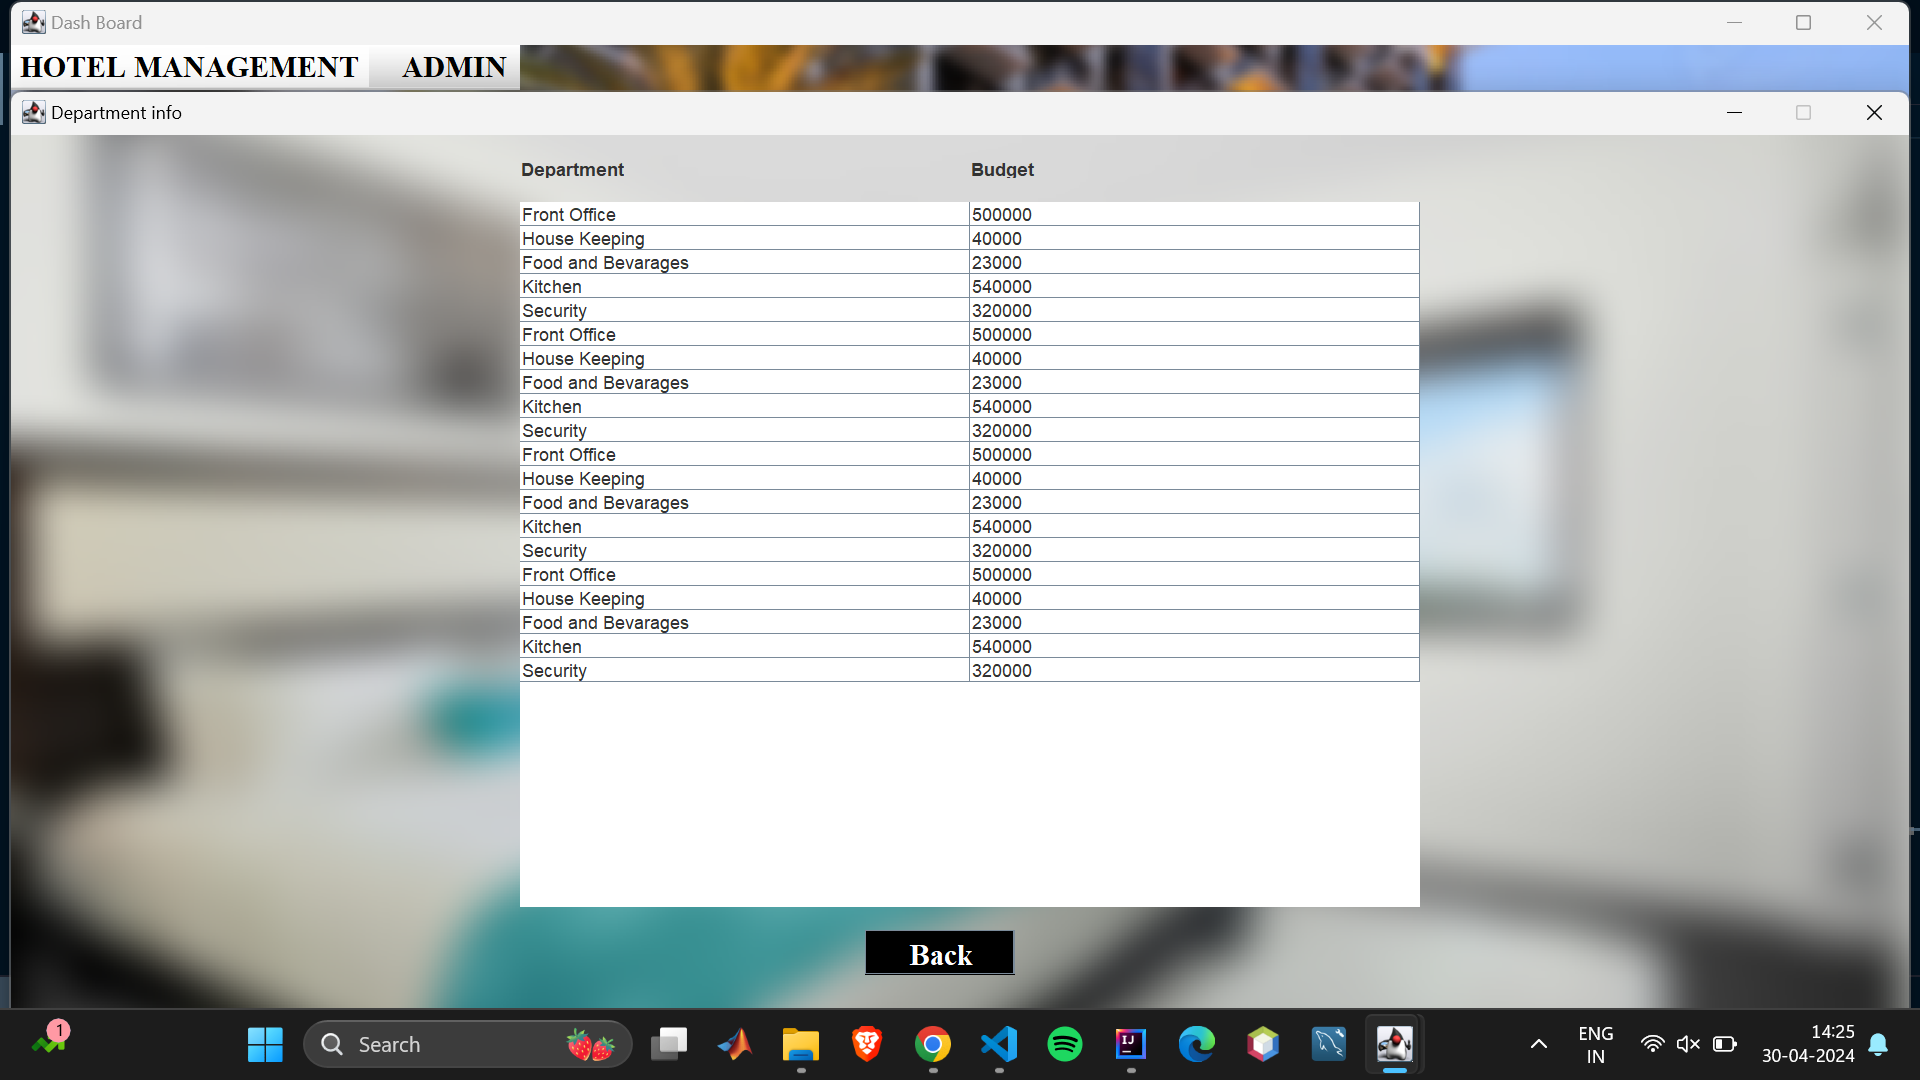 Dash Board
HOTEL MANAGEMENT ADMIN
Department info
Department Budget
Front Office 500000
House Keeping 40000
Food and Bevarages 23000
Kitchen 540000
Security 320000
Front Office 500000
House Keeping 40000
Food and Bevarages 23000
Kitchen 540000
Security 320000
Front Office 500000
House Keeping 40000
Food and Bevarages 23000
Kitchen 540000
Security 320000
Front Office 500000
House Keeping 40000
Food and Bevarages 23000
Kitchen 540000
Security 320000
Back
1
Search
IJ
ENG
IN
14:25
30-04-2024